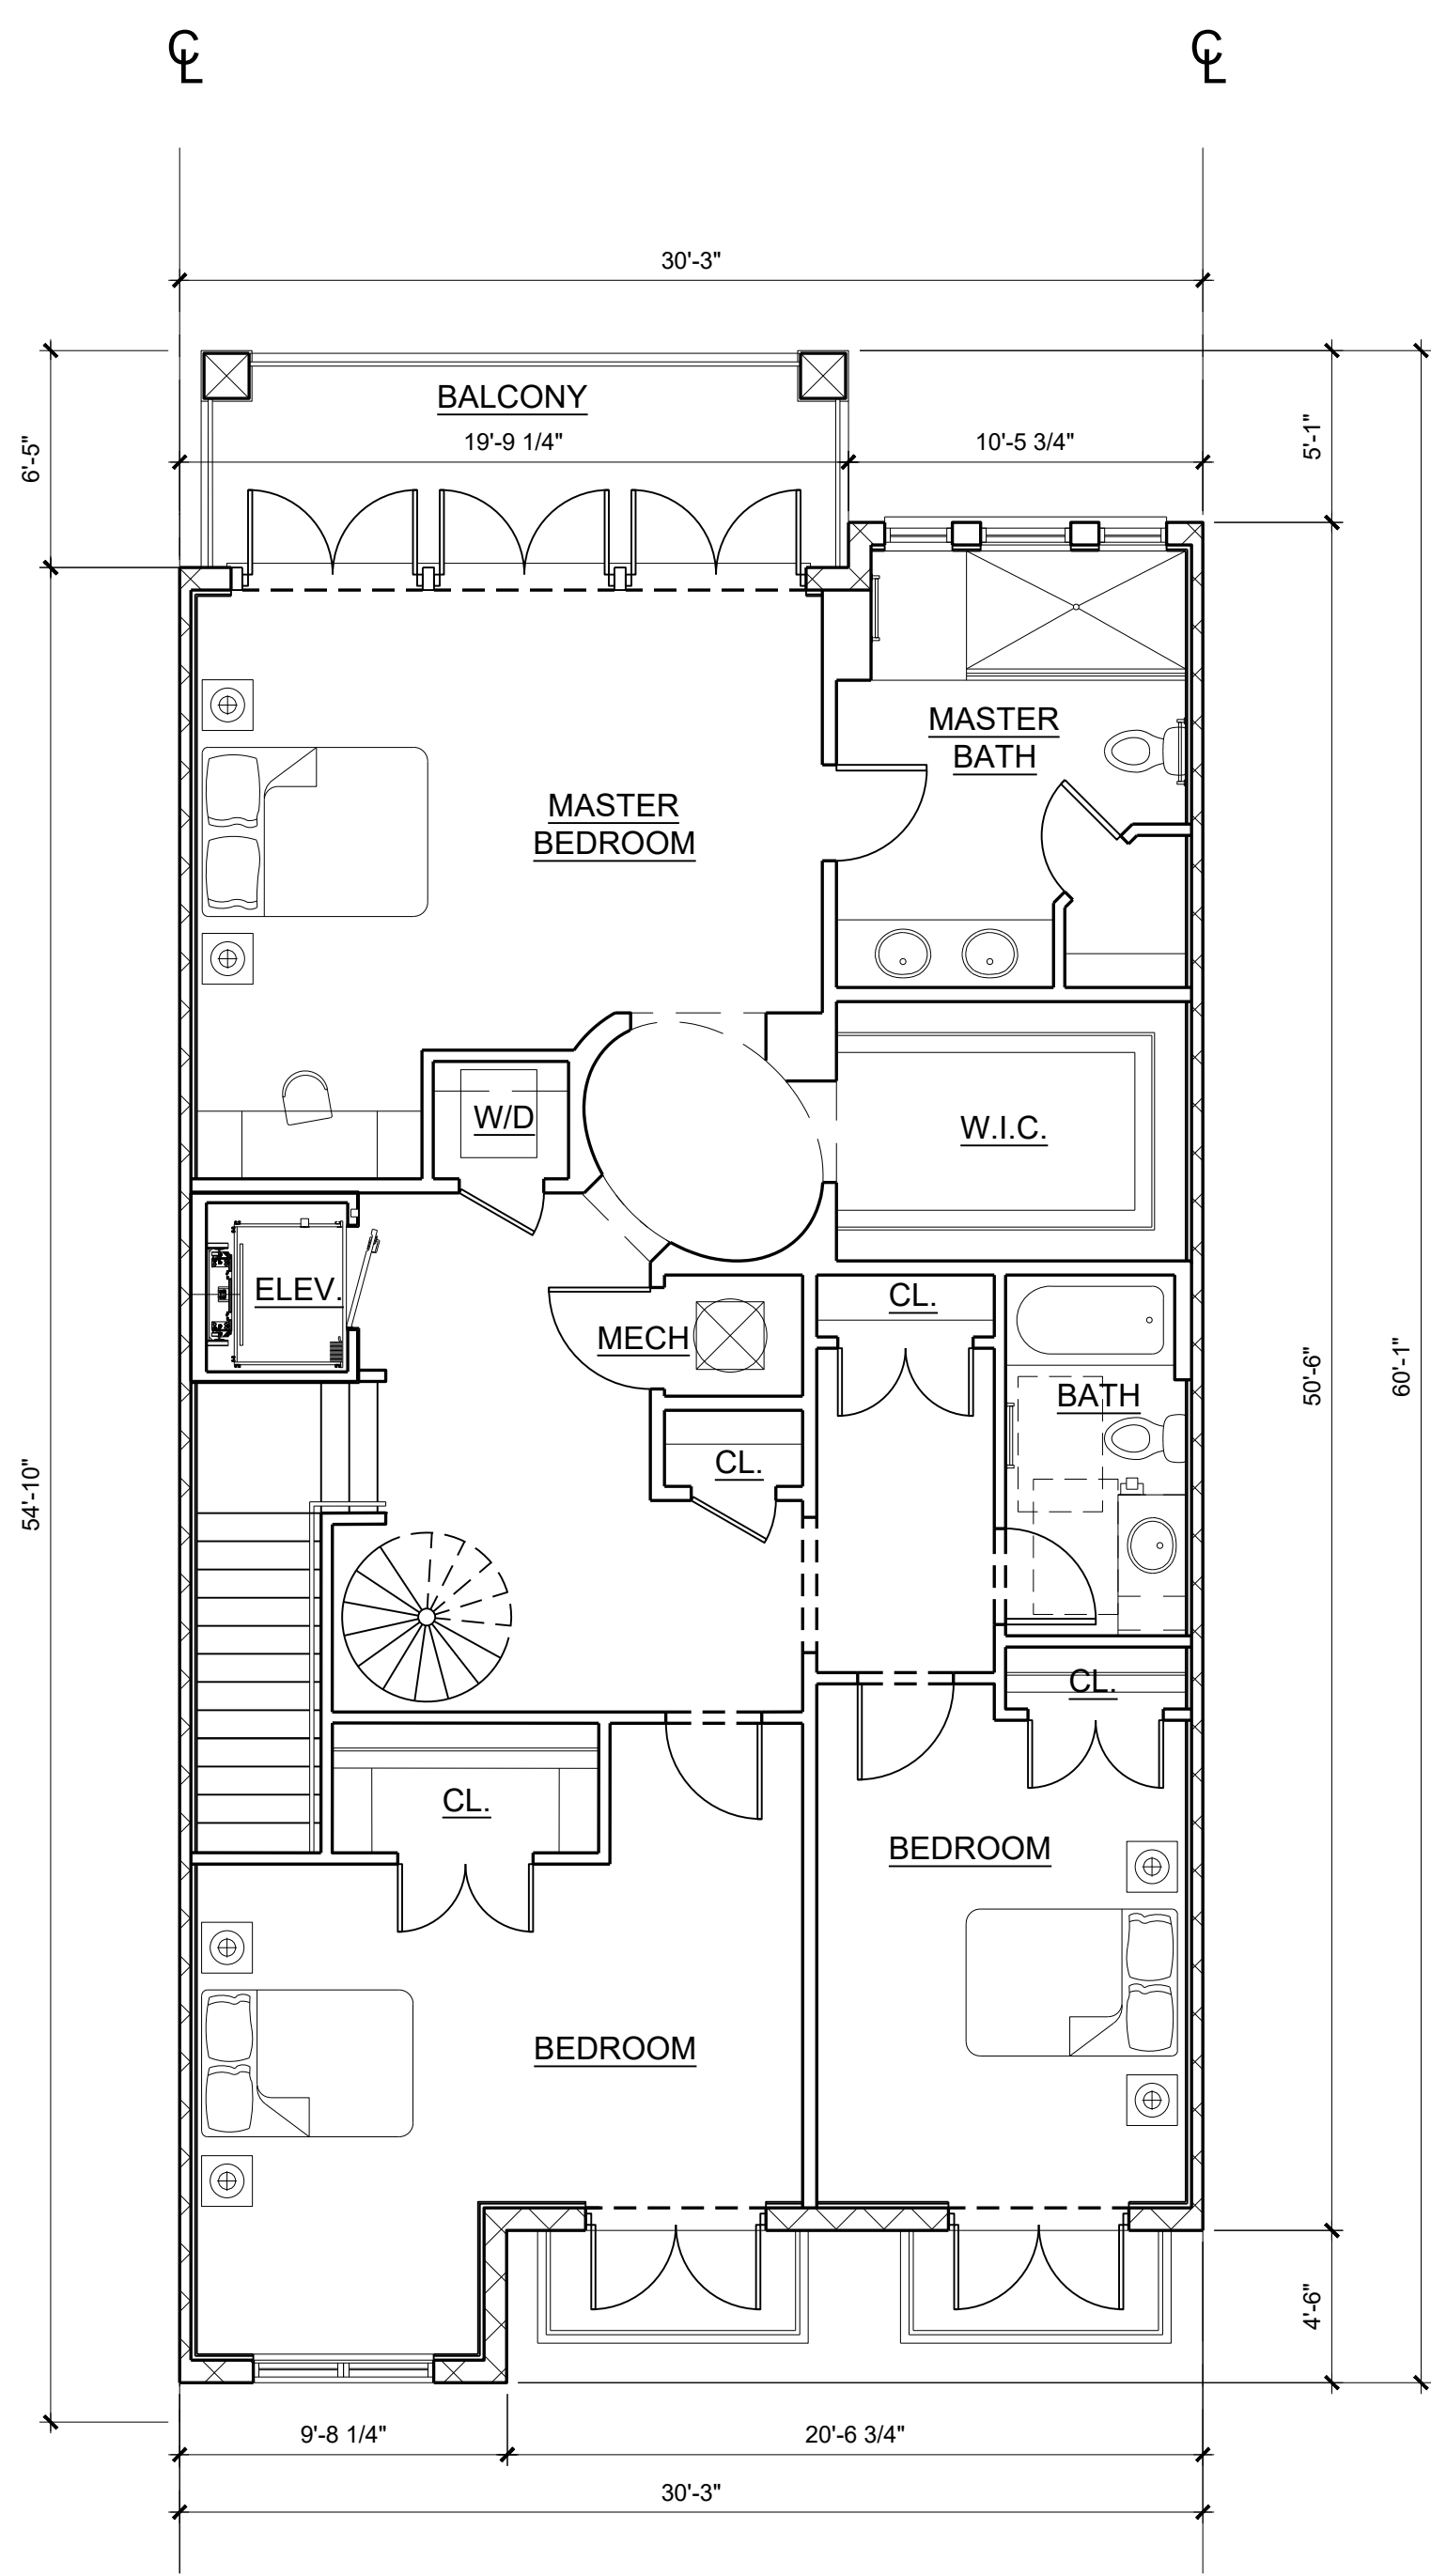 ℄ ℄
30'-3"
BALCONY
19'-9 1/4"
10'-5 3/4"
6'-5"
5'-1"
MASTER
BATH
MASTER
BEDROOM
W/D
W.I.C.
ELEV.
CL.
MECH
50'-6"
60'-1"
BATH
CL.
54'-10"
CL.
CL.
BEDROOM
BEDROOM
4'-6"
9'-8 1/4"
20'-6 3/4"
30'-3"